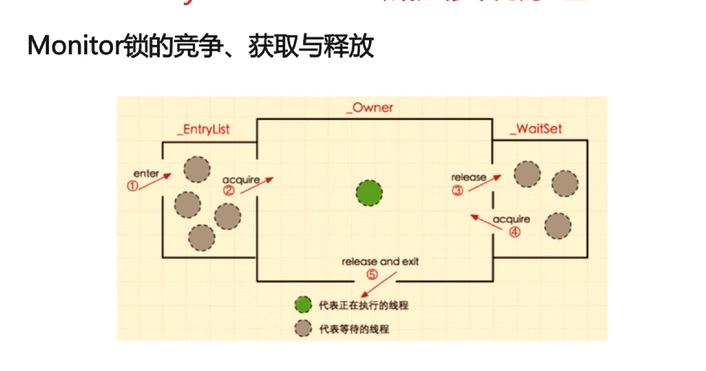 Monitor锁的竞争、获取与释放
_Owner
_EntryList
_WaitSet
enter
①
acquire
②
release
③
acquire
④
release and exit
⑤
代表正在执行的线程
代表等待的线程